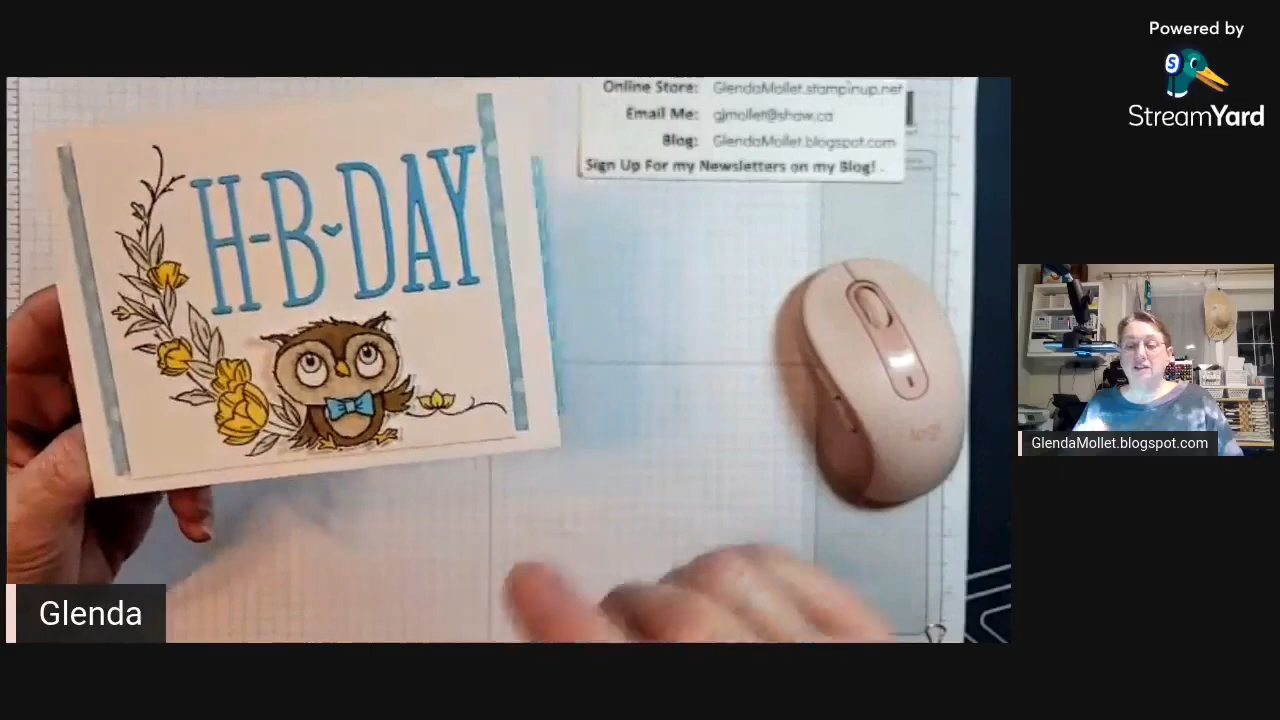 Powered by
S
StreamYard
Online Store: GlendaMollet.stampinup.net
Email Me: gjmollet@shaw.ca
Blog: GlendaMollet.blogspot.com
Sign Up For my Newsletters on my Blog! -
H-B-DAY
logi
GlendaMollet.blogspot.com
Glenda